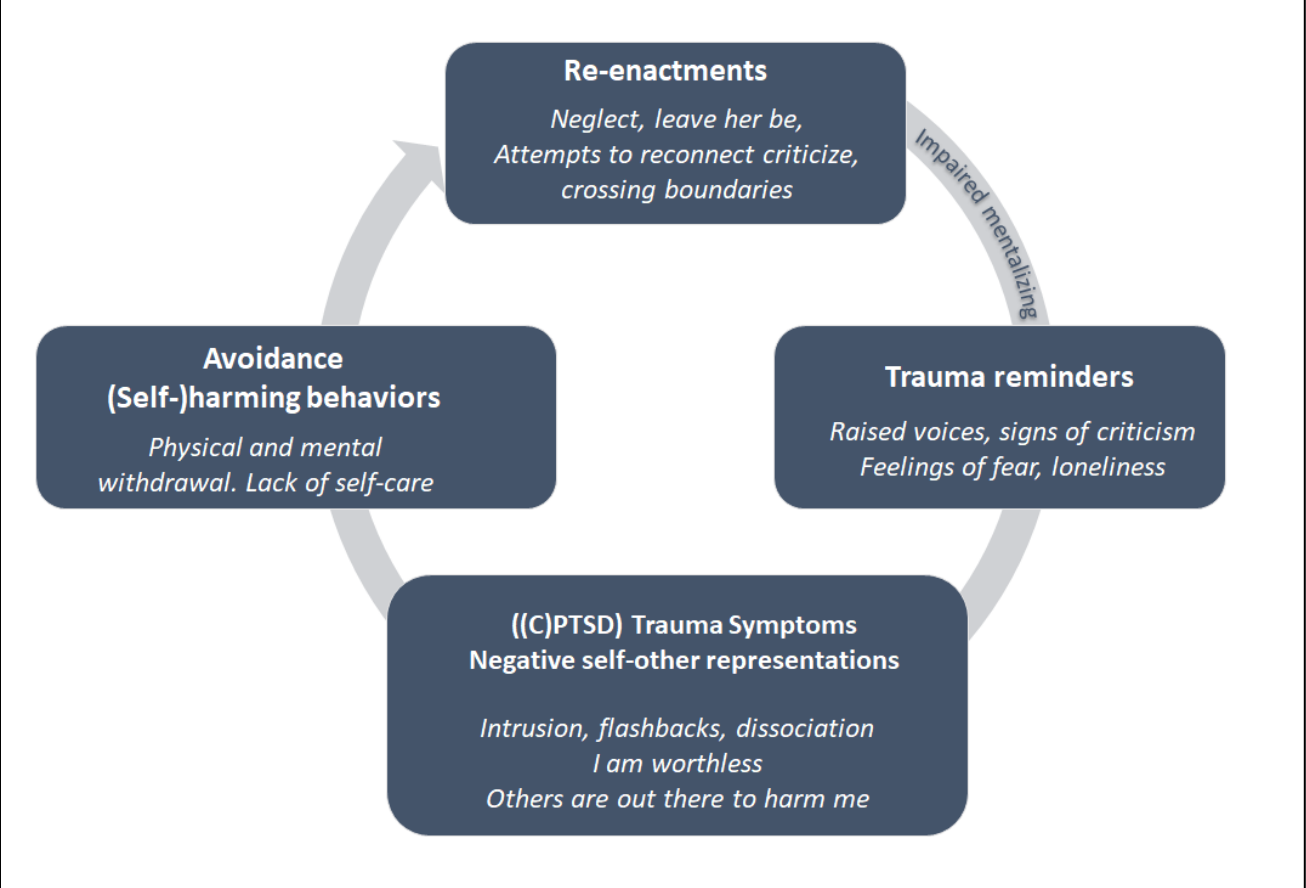 Re-enactments
Neglect, leave her be,
Attempts to reconnect criticize,
crossing boundaries
Impaired mentalizing
Trauma reminders
Raised voices, signs of criticism
Feelings of fear, loneliness
((C)PTSD) Trauma Symptoms
Negative self-other representations
Intrusion, flashbacks, dissociation
I am worthless
Others are out there to harm me
Avoidance
(Self-)harming behaviors
Physical and mental
withdrawal. Lack of self-care